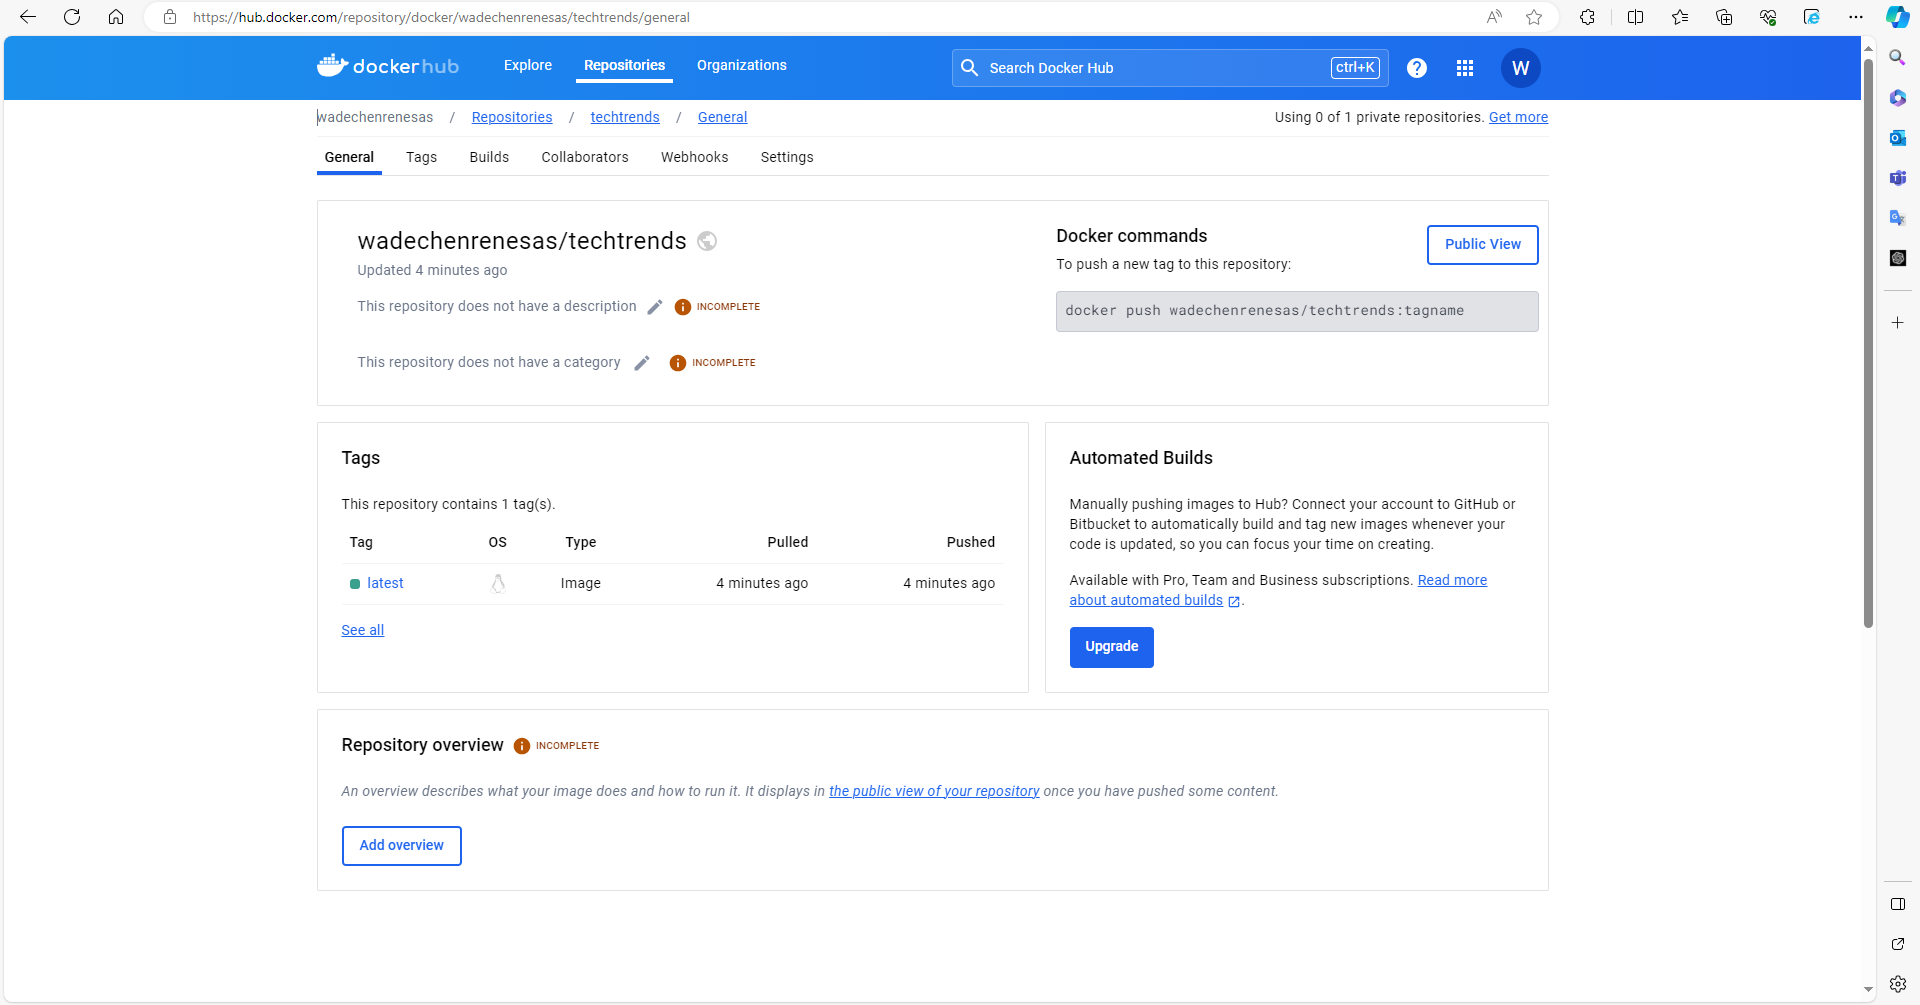 https://hub.docker.com/repository/docker/wadechenrenesas/techtrends/general
dockerhub
Explore
Repositories
Organizations
Search Docker Hub
ctrl+K
W
wadechenrenesas / Repositories / techtrends / General
Using 0 of 1 private repositories. Get more
General
Tags
Builds
Collaborators
Webhooks
Settings
wadechenrenesas/techtrends
Updated 4 minutes ago
This repository does not have a description
INCOMPLETE
This repository does not have a category
INCOMPLETE
Docker commands
To push a new tag to this repository:
Public View
docker push wadechenrenesas/techtrends:tagname
Tags
This repository contains 1 tag(s).
Tag OS Type Pulled Pushed
latest Image 4 minutes ago 4 minutes ago
See all
Automated Builds
Manually pushing images to Hub? Connect your account to GitHub or
Bitbucket to automatically build and tag new images whenever your
code is updated, so you can focus your time on creating.
Available with Pro, Team and Business subscriptions. Read more
about automated builds .
Upgrade
Repository overview
INCOMPLETE
An overview describes what your image does and how to run it. It displays in the public view of your repository once you have pushed some content.
Add overview